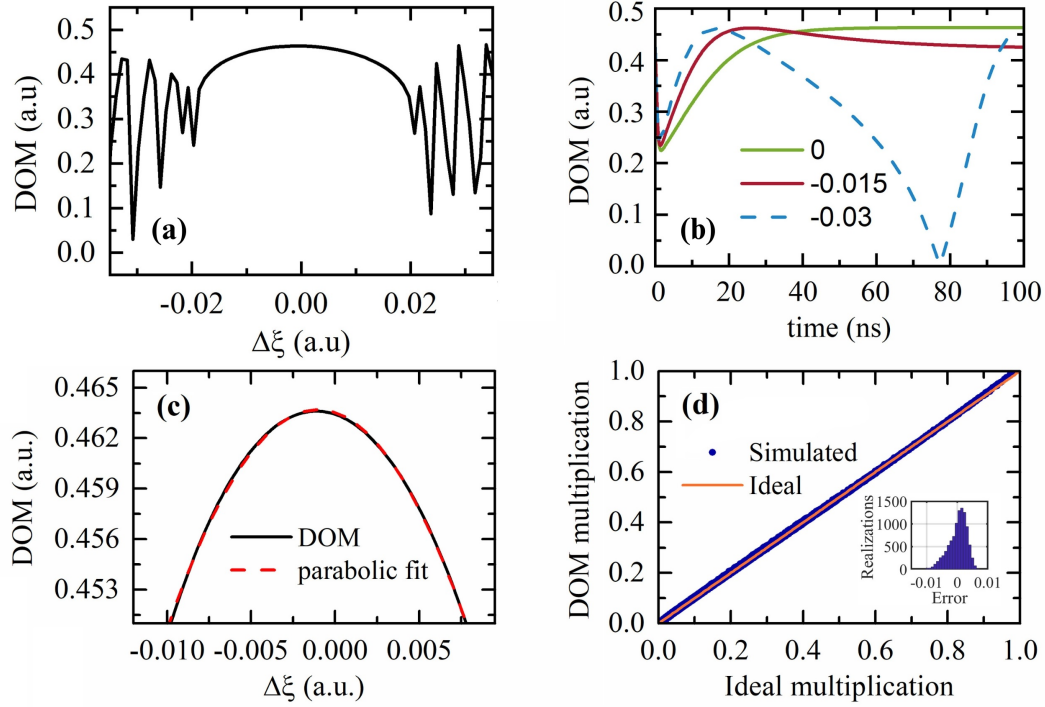 DOM (a.u)
0.5
0.4
0.3
0.2
0.1
0.0
(a)
-0.02
0.00
0.02
Δξ (a.u)
DOM (a.u)
0.5
0.4
0.3
0.2
0.1
0.0
0
-0.015
-0.03
(b)
0
20
40
60
80
100
time (ns)
DOM (a.u.)
0.465
0.462
0.459
0.456
0.453
(c)
DOM
parabolic fit
-0.010
-0.005
0.000
0.005
Δξ (a.u.)
DOM multiplication
1.0
0.8
0.6
0.4
0.2
0.0
(d)
Simulated
Ideal
Realizations
1500
1000
500
0
-0.01
0
0.01
Error
0.0
0.2
0.4
0.6
0.8
1.0
Ideal multiplication